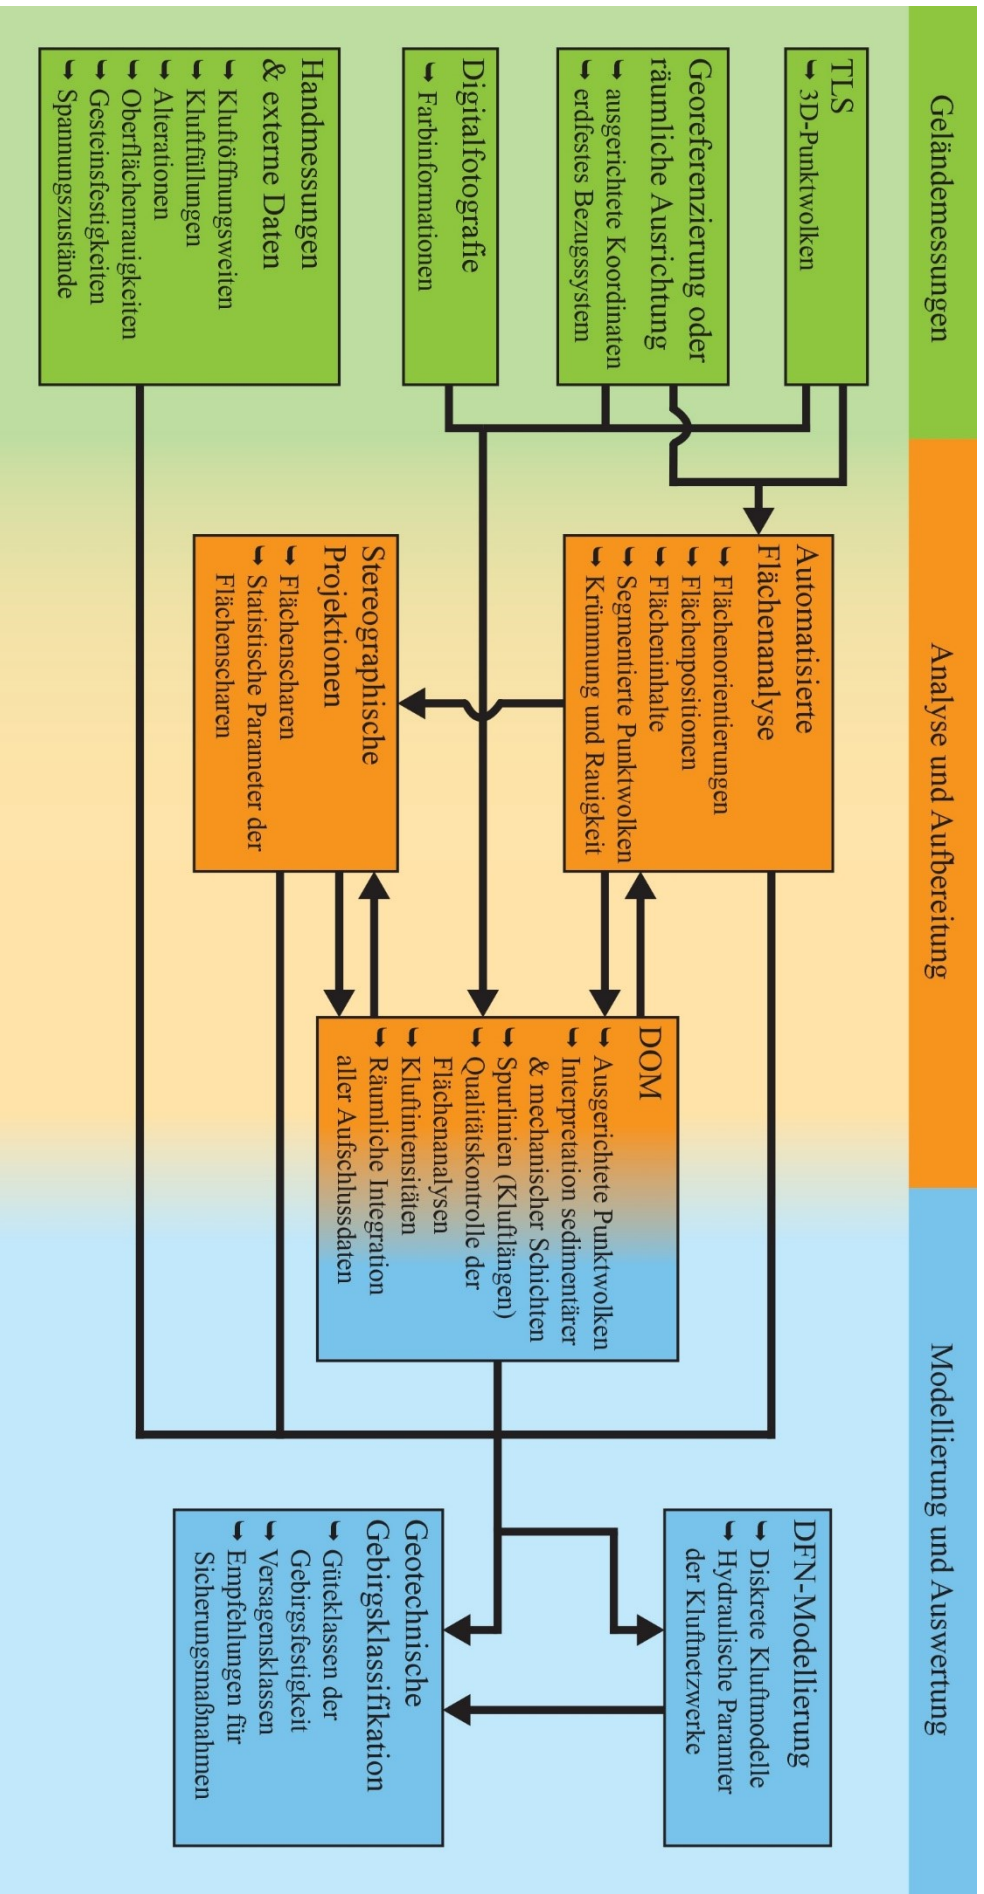 Geländemessungen
Analyse und Aufbereitung
Modellierung und Auswertung
TLS
➥ 3D-Punktwolken
Georeferenzierung oder
räumliche Ausrichtung
➥ ausgerichtete Koordinaten
➥ erdfestes Bezugssystem
Digitalfotografie
➥ Farbinformationen
Handmessungen
& externe Daten
➥ Kluftöffnungsweiten
➥ Kluftfüllungen
➥ Alterationen
➥ Oberflächenrauigkeiten
➥ Gesteinsfestigkeiten
➥ Spannungszustände
Automatisierte
Flächenanalyse
➥ Flächenorientierungen
➥ Flächenpositionen
➥ Flächeninhalte
➥ Segmentierte Punktwolken
➥ Krümmung und Rauigkeit
Stereographische
Projektionen
➥ Flächenscharen
➥ Statistische Parameter der
Flächenscharen
DOM
➥ Ausgerichtete Punktwolken
➥ Interpretation sedimentärer
& mechanischer Schichten
➥ Spurlinien (Kluftlängen)
➥ Qualitätskontrolle der
Flächenanalysen
➥ Kluftintensitäten
➥ Räumliche Integration
aller Aufschlussdaten
DFN-Modellierung
➥ Diskrete Kluftmodelle
➥ Hydraulische Paramter
der Kluftnetzwerke
Geotechnische
Gebirgsklassifikation
➥ Güteklassen der
Gebirgsfestigkeit
➥ Versagensklassen
➥ Empfehlungen für
Sicherungsmaßnahmen